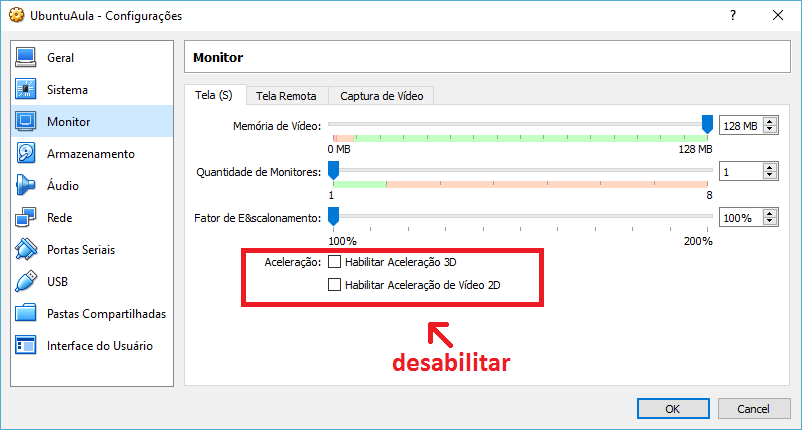 UbuntuAula - Configurações
?
Geral
Sistema
Monitor
Armazenamento
Áudio
Rede
Portas Seriais
USB
Pastas Compartilhadas
Interface do Usuário
Monitor
Tela (S) Tela Remota Captura de Vídeo
Memória de Vídeo: 128 MB
0 MB 128 MB
Quantidade de Monitores: 1
1 8
Fator de E&scalonamento: 100%
100% 200%
Aceleração: Habilitar Aceleração 3D
Habilitar Aceleração de Vídeo 2D
desabilitar
OK Cancel